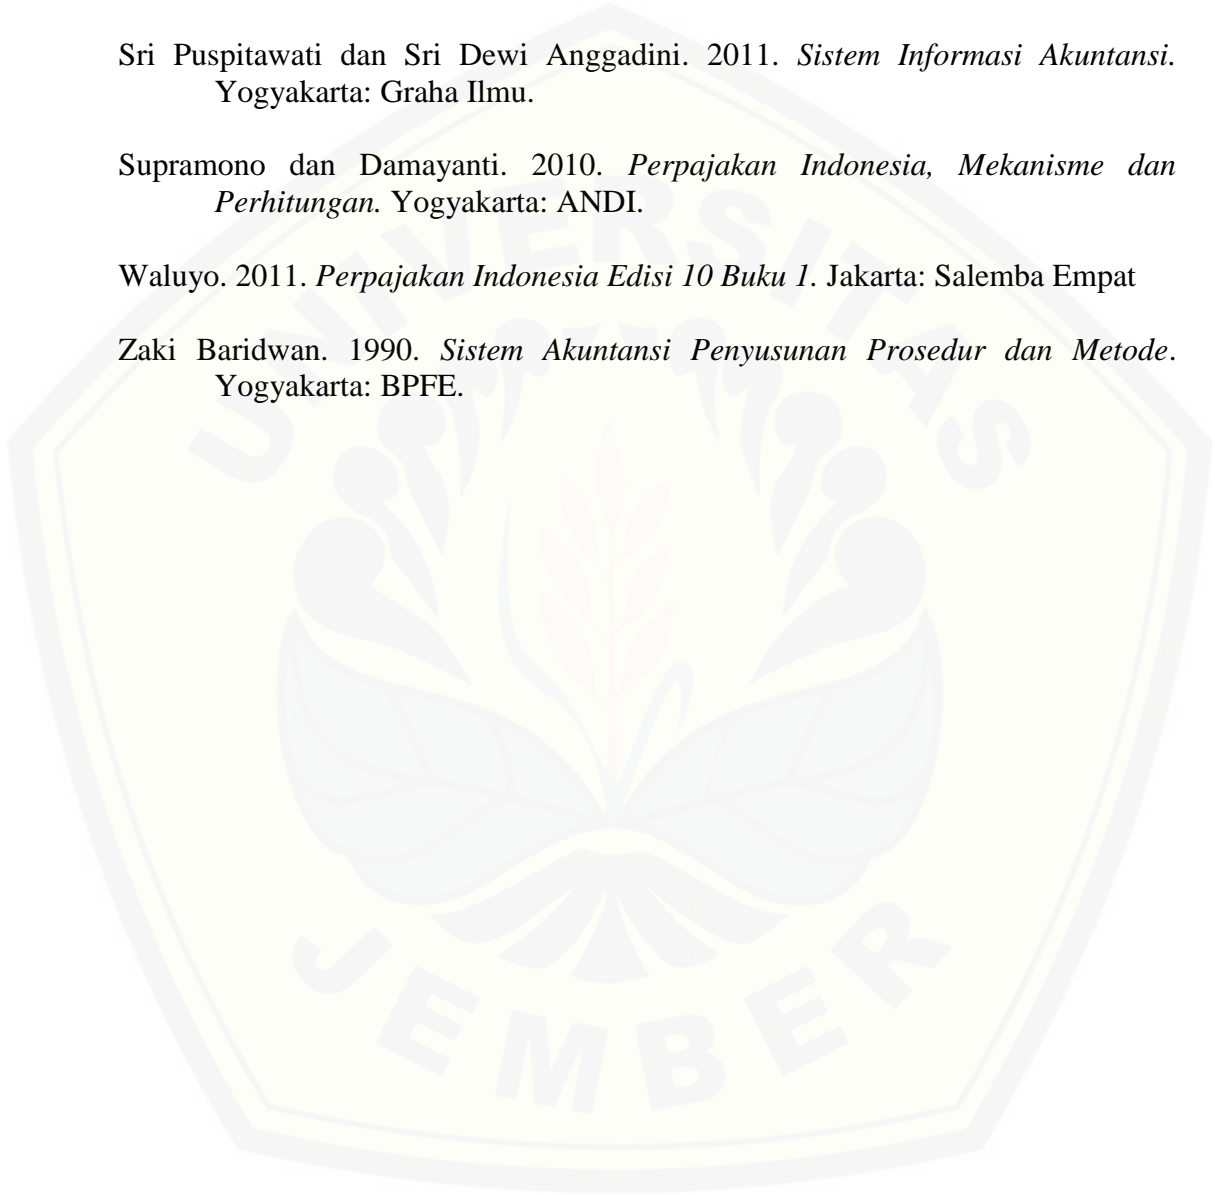 Sri Puspitawati dan Sri Dewi Anggadini. 2011. Sistem Informasi Akuntansi.
Yogyakarta: Graha Ilmu.
Supramono dan Damayanti. 2010. Perpajakan Indonesia, Mekanisme dan
Perhitungan. Yogyakarta: ANDI.
Waluyo. 2011. Perpajakan Indonesia Edisi 10 Buku 1. Jakarta: Salemba Empat
Zaki Baridwan. 1990. Sistem Akuntansi Penyusunan Prosedur dan Metode.
Yogyakarta: BPFE.
UNIVERSITAS
JEMBER